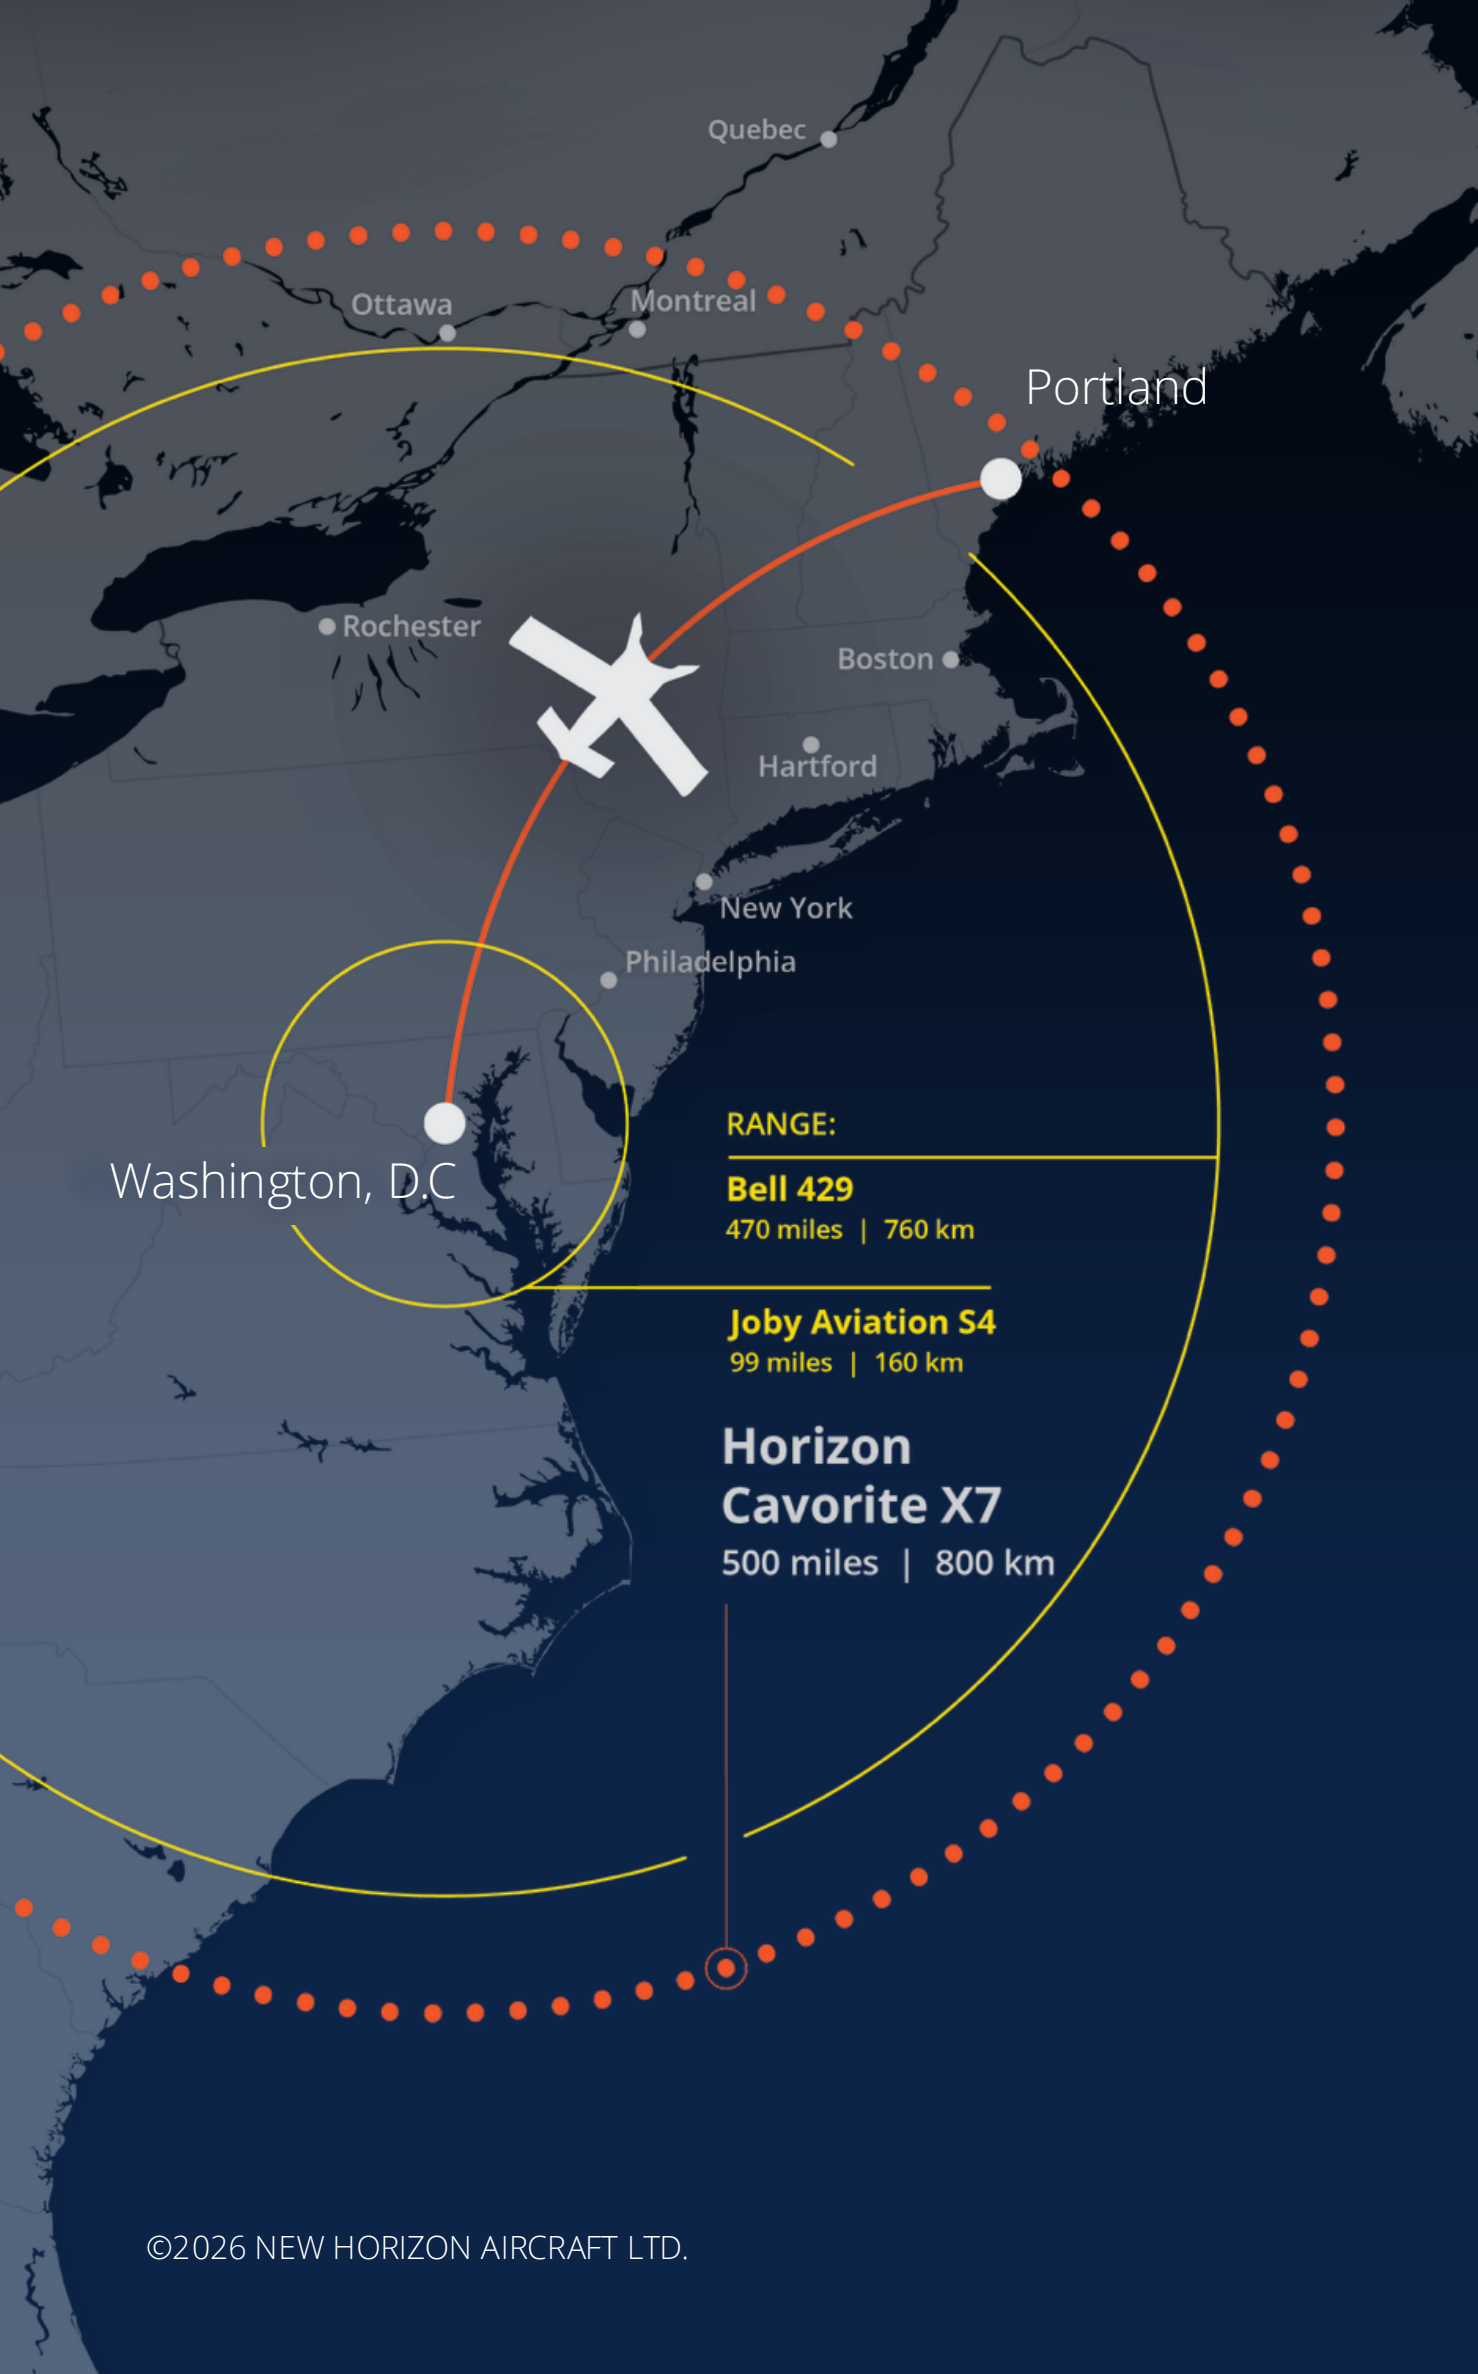 Quebec
Ottawa
Montreal
Portland
Rochester
Boston
Hartford
New York
Philadelphia
Washington, D.C
RANGE:
Bell 429
470 miles | 760 km
Joby Aviation S4
99 miles | 160 km
Horizon
Cavorite X7
500 miles | 800 km
©2026 NEW HORIZON AIRCRAFT LTD.